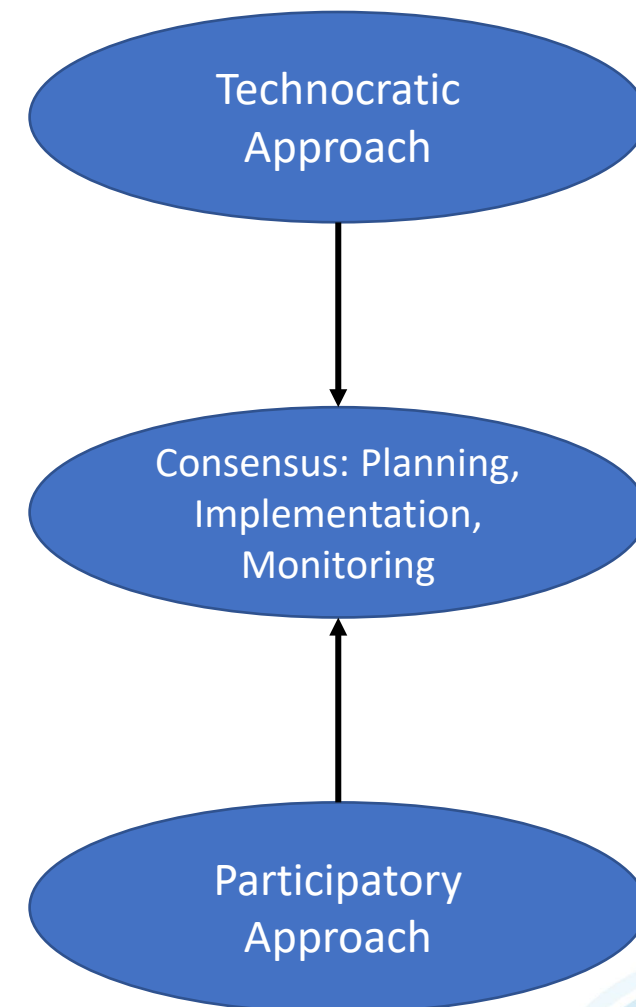 Technocratic
Approach
Consensus: Planning,
Implementation,
Monitoring
Participatory
Approach